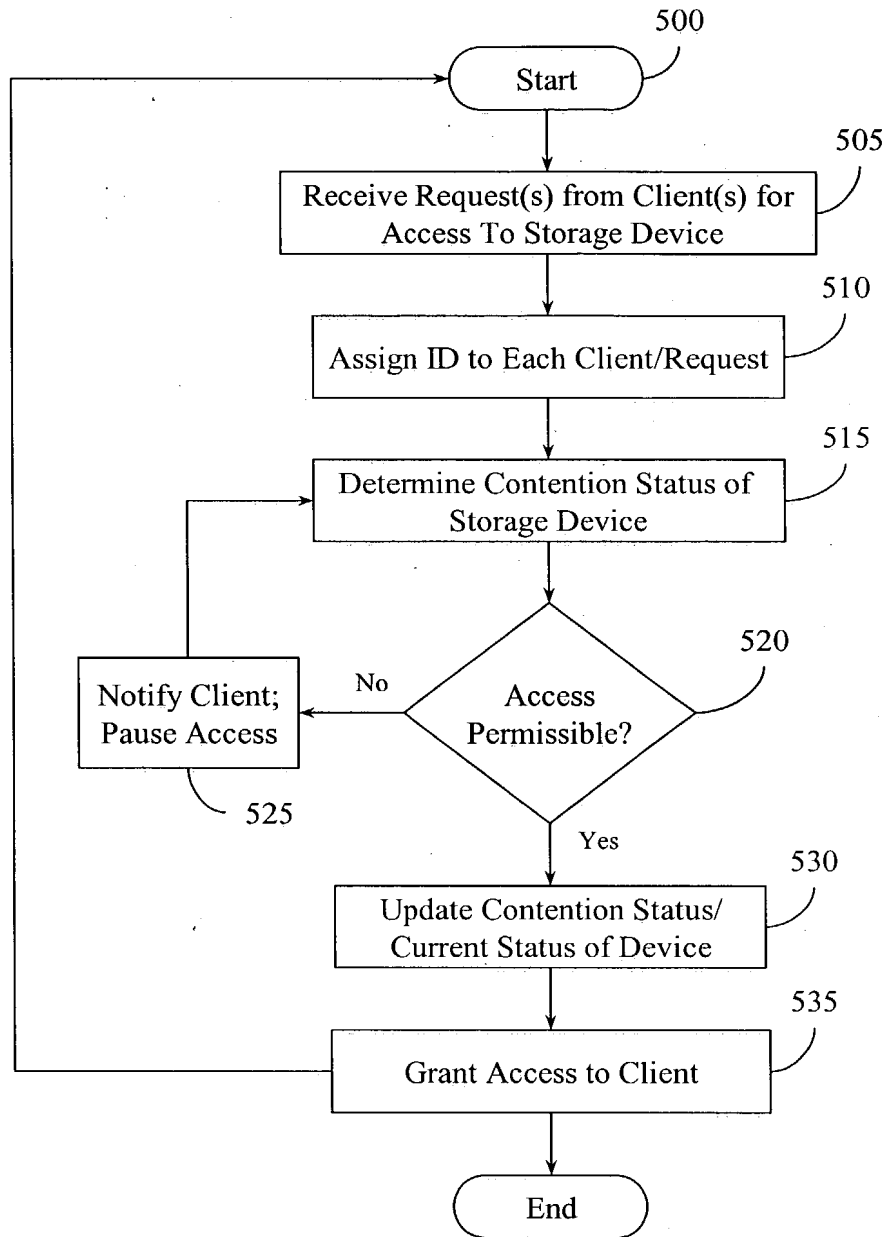 500
Start
505
Receive Request(s) from Client(s) for
Access To Storage Device
510
Assign ID to Each Client/Request
515
Determine Contention Status of
Storage Device
520
Access
Permissible?
No
Notify Client;
Pause Access
525
Yes
530
Update Contention Status/
Current Status of Device
535
Grant Access to Client
End